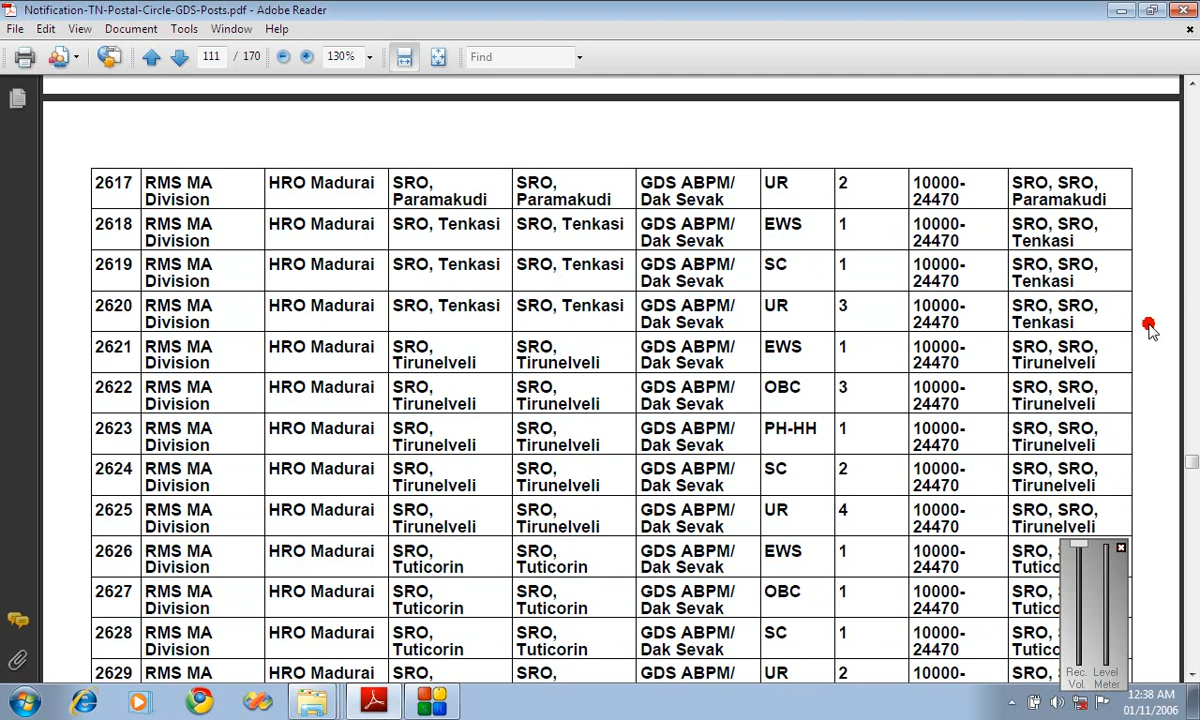 Notification-TN-Postal-Circle-GDS-Posts.pdf - Adobe Reader
File Edit View Document Tools Window Help
111 / 170 130% Find
2617 RMS MA Division HRO Madurai SRO, Paramakudi SRO, Paramakudi GDS ABPM/ Dak Sevak UR 2 10000-24470 SRO, SRO, Paramakudi
2618 RMS MA Division HRO Madurai SRO, Tenkasi SRO, Tenkasi GDS ABPM/ Dak Sevak EWS 1 10000-24470 SRO, SRO, Tenkasi
2619 RMS MA Division HRO Madurai SRO, Tenkasi SRO, Tenkasi GDS ABPM/ Dak Sevak SC 1 10000-24470 SRO, SRO, Tenkasi
2620 RMS MA Division HRO Madurai SRO, Tenkasi SRO, Tenkasi GDS ABPM/ Dak Sevak UR 3 10000-24470 SRO, SRO, Tenkasi
2621 RMS MA Division HRO Madurai SRO, Tirunelveli SRO, Tirunelveli GDS ABPM/ Dak Sevak EWS 1 10000-24470 SRO, SRO, Tirunelveli
2622 RMS MA Division HRO Madurai SRO, Tirunelveli SRO, Tirunelveli GDS ABPM/ Dak Sevak OBC 3 10000-24470 SRO, SRO, Tirunelveli
2623 RMS MA Division HRO Madurai SRO, Tirunelveli SRO, Tirunelveli GDS ABPM/ Dak Sevak PH-HH 1 10000-24470 SRO, SRO, Tirunelveli
2624 RMS MA Division HRO Madurai SRO, Tirunelveli SRO, Tirunelveli GDS ABPM/ Dak Sevak SC 2 10000-24470 SRO, SRO, Tirunelveli
2625 RMS MA Division HRO Madurai SRO, Tirunelveli SRO, Tirunelveli GDS ABPM/ Dak Sevak UR 4 10000-24470 SRO, SRO, Tirunelveli
2626 RMS MA Division HRO Madurai SRO, Tuticorin SRO, Tuticorin GDS ABPM/ Dak Sevak EWS 1 10000-24470 SRO, Tutico
2627 RMS MA Division HRO Madurai SRO, Tuticorin SRO, Tuticorin GDS ABPM/ Dak Sevak OBC 1 10000-24470 SRO, Tutico
2628 RMS MA Division HRO Madurai SRO, Tuticorin SRO, Tuticorin GDS ABPM/ Dak Sevak SC 1 10000-24470 SRO, Tutico
2629 RMS MA HRO Madurai SRO, SRO, GDS ABPM/ UR 2 10000- SRO,
Rec. Vol. Level Meter
12:38 AM
01/11/2006